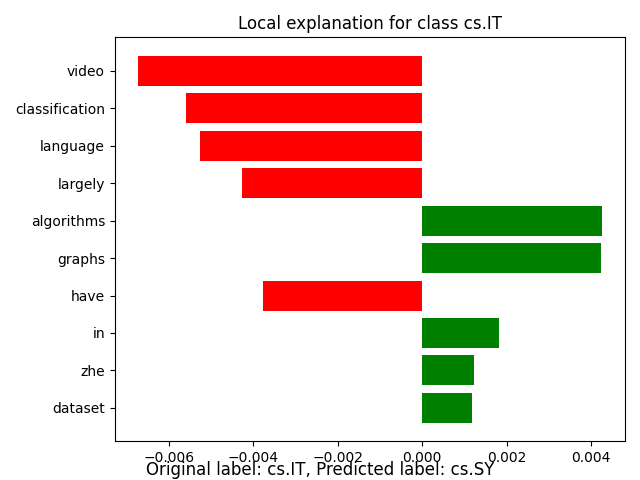 Local explanation for class cs.IT
video
classification
language
largely
algorithms
graphs
have
in
zhe
dataset
−0.006 −0.004 −0.002 0.000 0.002 0.004
Original label: cs.IT, Predicted label: cs.SY